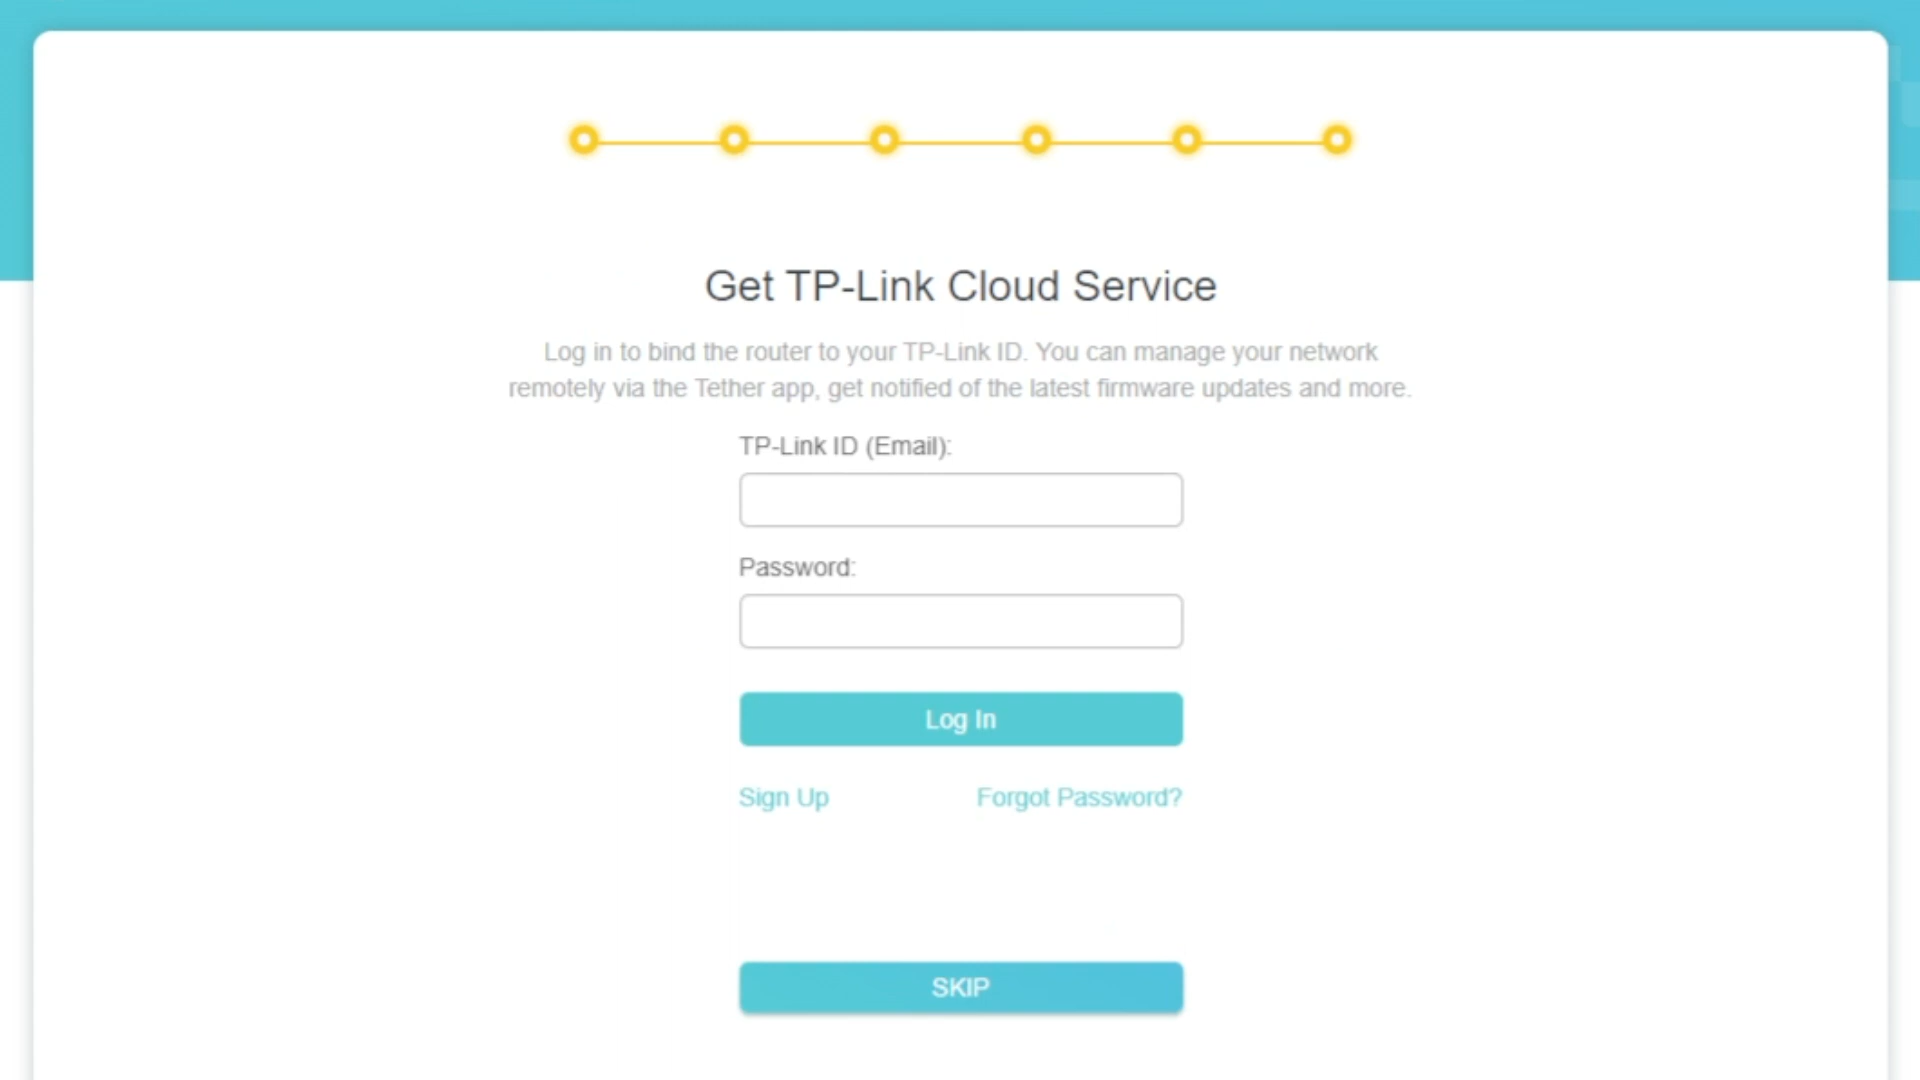 Get TP-Link Cloud Service
Log in to bind the router to your TP-Link ID. You can manage your network
remotely via the Tether app, get notified of the latest firmware updates and more.
TP-Link ID (Email):
Password:
Log In
Sign Up
Forgot Password?
SKIP